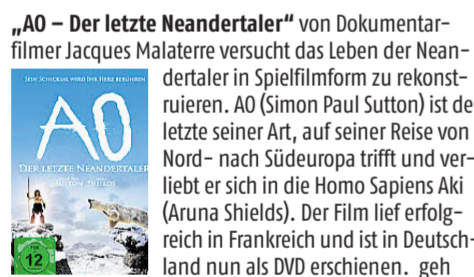 „AO – Der letzte Neandertaler“ von Dokumentar-
filmer Jacques Malaterre versucht das Leben der Nean-
dertaler in Spielfilmform zu rekonst-
ruieren. AO (Simon Paul Sutton) ist de
letzte seiner Art, auf seiner Reise von
Nord- nach Südeuropa trifft und ver-
liebt er sich in die Homo Sapiens Aki
(Aruna Shields). Der Film lief erfolg-
reich in Frankreich und ist in Deutsch-
land nun als DVD erschienen. geh
SEIN SCHICKSAL WIRD IHR HERZ BERÜHREN
AO
DER LETZTE NEANDERTALER
SUTTON SHIELDS
FSK
12